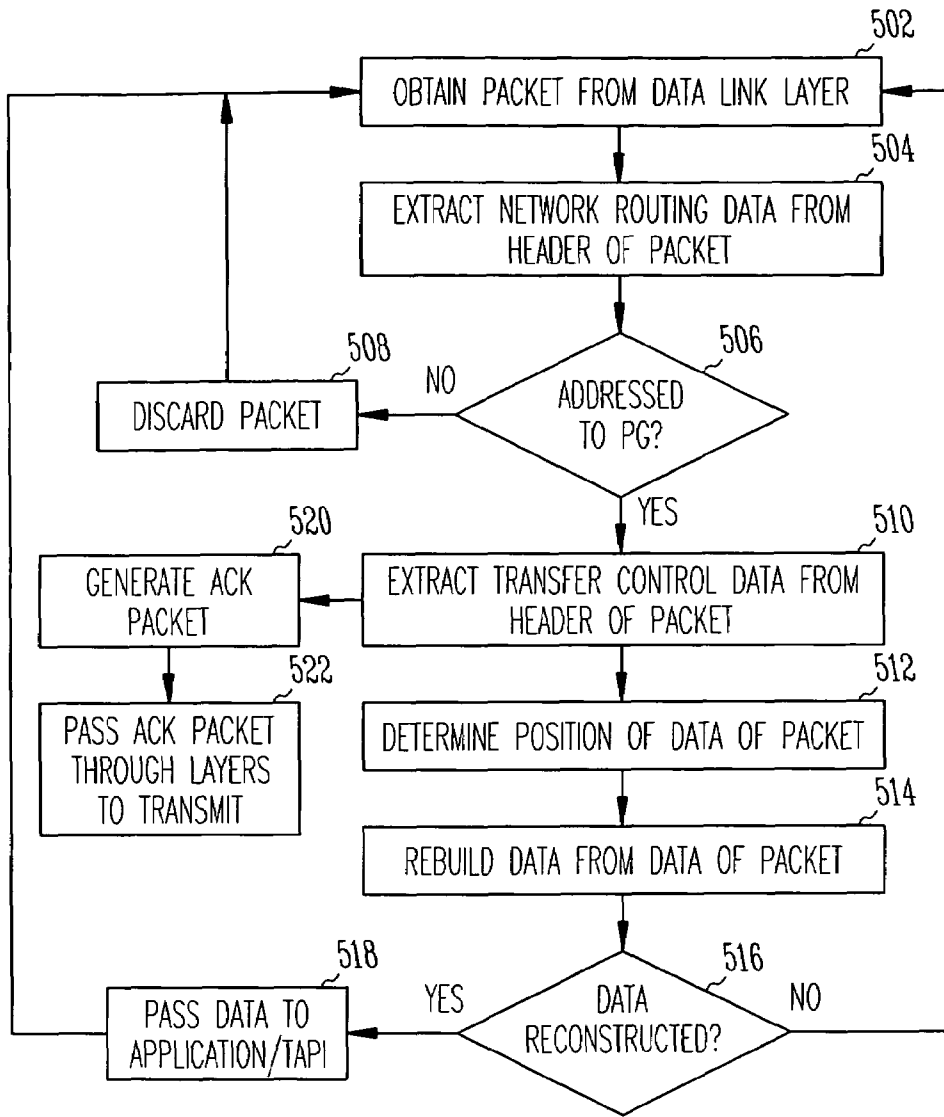 502
OBTAIN PACKET FROM DATA LINK LAYER
504
EXTRACT NETWORK ROUTING DATA FROM
HEADER OF PACKET
506
ADDRESSED
TO PG?
NO
508
DISCARD PACKET
YES
510
EXTRACT TRANSFER CONTROL DATA FROM
HEADER OF PACKET
520
GENERATE ACK
PACKET
522
PASS ACK PACKET
THROUGH LAYERS
TO TRANSMIT
512
DETERMINE POSITION OF DATA OF PACKET
514
REBUILD DATA FROM DATA OF PACKET
516
DATA
RECONSTRUCTED?
NO
YES
518
PASS DATA TO
APPLICATION/TAPI